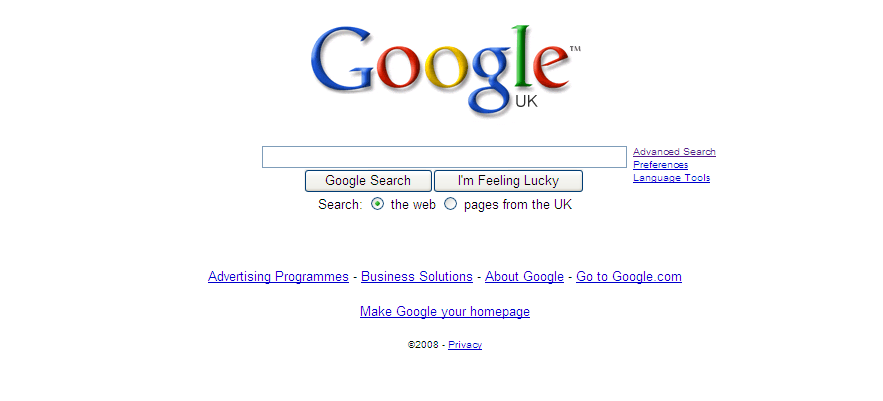 Google™
UK
Advanced Search
Preferences
Language Tools
Google Search I'm Feeling Lucky
Search: the web pages from the UK
Advertising Programmes - Business Solutions - About Google - Go to Google.com
Make Google your homepage
©2008 - Privacy